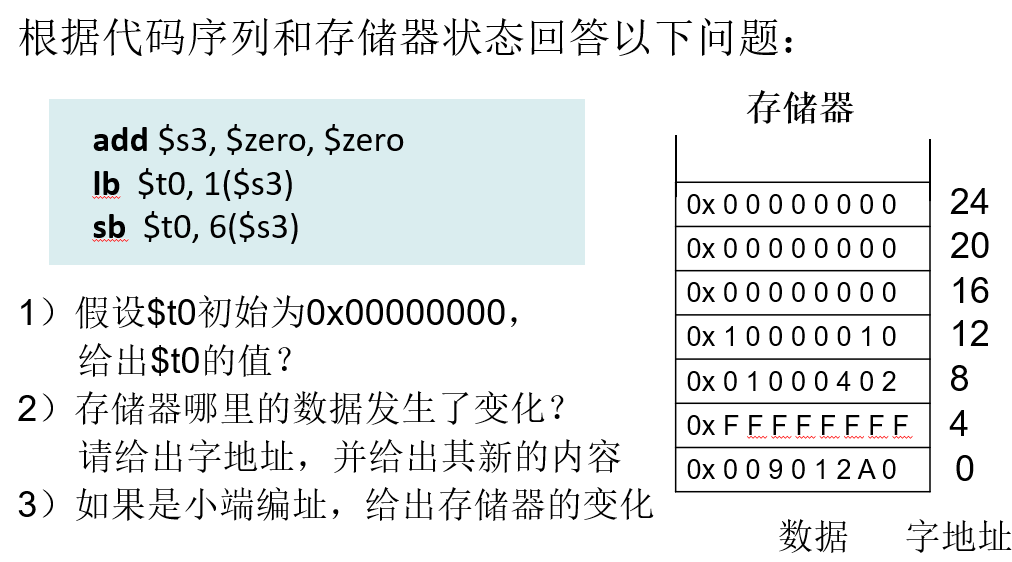 根据代码序列和存储器状态回答以下问题：
add $s3, $zero, $zero
lb $t0, 1($s3)
sb $t0, 6($s3)
1）假设$t0初始为0x00000000，
给出$t0的值？
2）存储器哪里的数据发生了变化？
请给出字地址，并给出其新的内容
3）如果是小端编址，给出存储器的变化
存储器
0x 0 0 0 0 0 0 0 0 24
0x 0 0 0 0 0 0 0 0 20
0x 0 0 0 0 0 0 0 0 16
0x 1 0 0 0 0 0 1 0 12
0x 0 1 0 0 0 4 0 2 8
0x F F F F F F F F 4
0x 0 0 9 0 1 2 A 0 0
数据 字地址